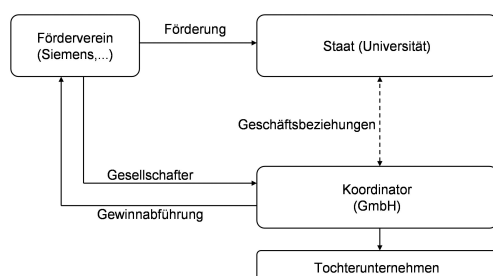 Förderverein
(Siemens,...)
Förderung
Staat (Universität)
Geschäftsbeziehungen
Gesellschafter
Gewinnabführung
Koordinator
(GmbH)
Tochterunternehmen